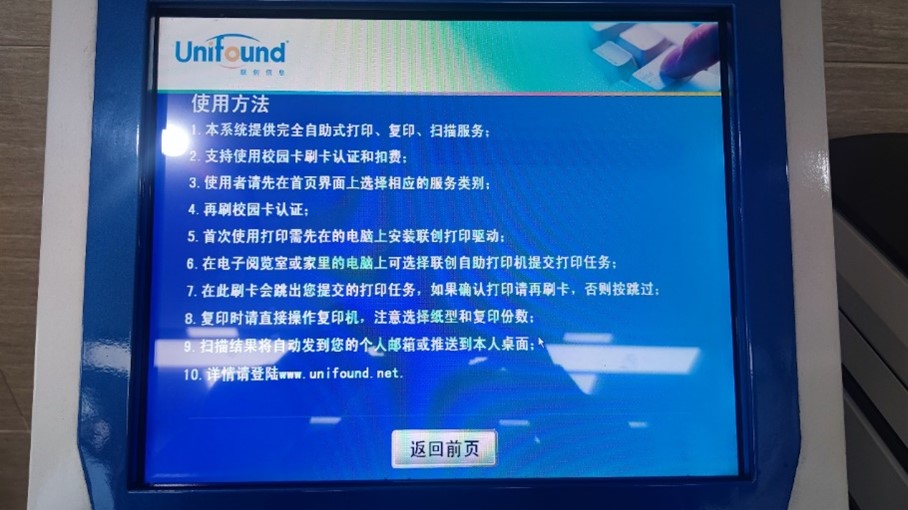 Unifound
联创信息
使用方法
1. 本系统提供完全自助式打印、复印、扫描服务；
2. 支持使用校园卡刷卡认证和扣费；
3. 使用者请先在首页界面上选择相应的服务类别；
4. 再刷校园卡认证；
5. 首次使用打印需先在的电脑上安装联创打印驱动；
6. 在电子阅览室或家里的电脑上可选择联创自助打印机提交打印任务；
7. 在此刷卡会跳出您提交的打印任务，如果确认打印请再刷卡，否则按跳过；
8. 复印时请直接操作复印机，注意选择纸型和复印份数；
9. 扫描结果将自动发到您的个人邮箱或推送到本人桌面；
10. 详情请登陆www.unifound.net.
返回前页